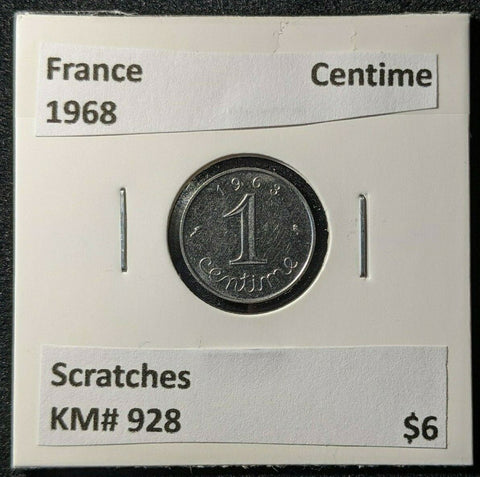 France Centime
1968
1968
1
centime
Scratches
KM# 928 $6